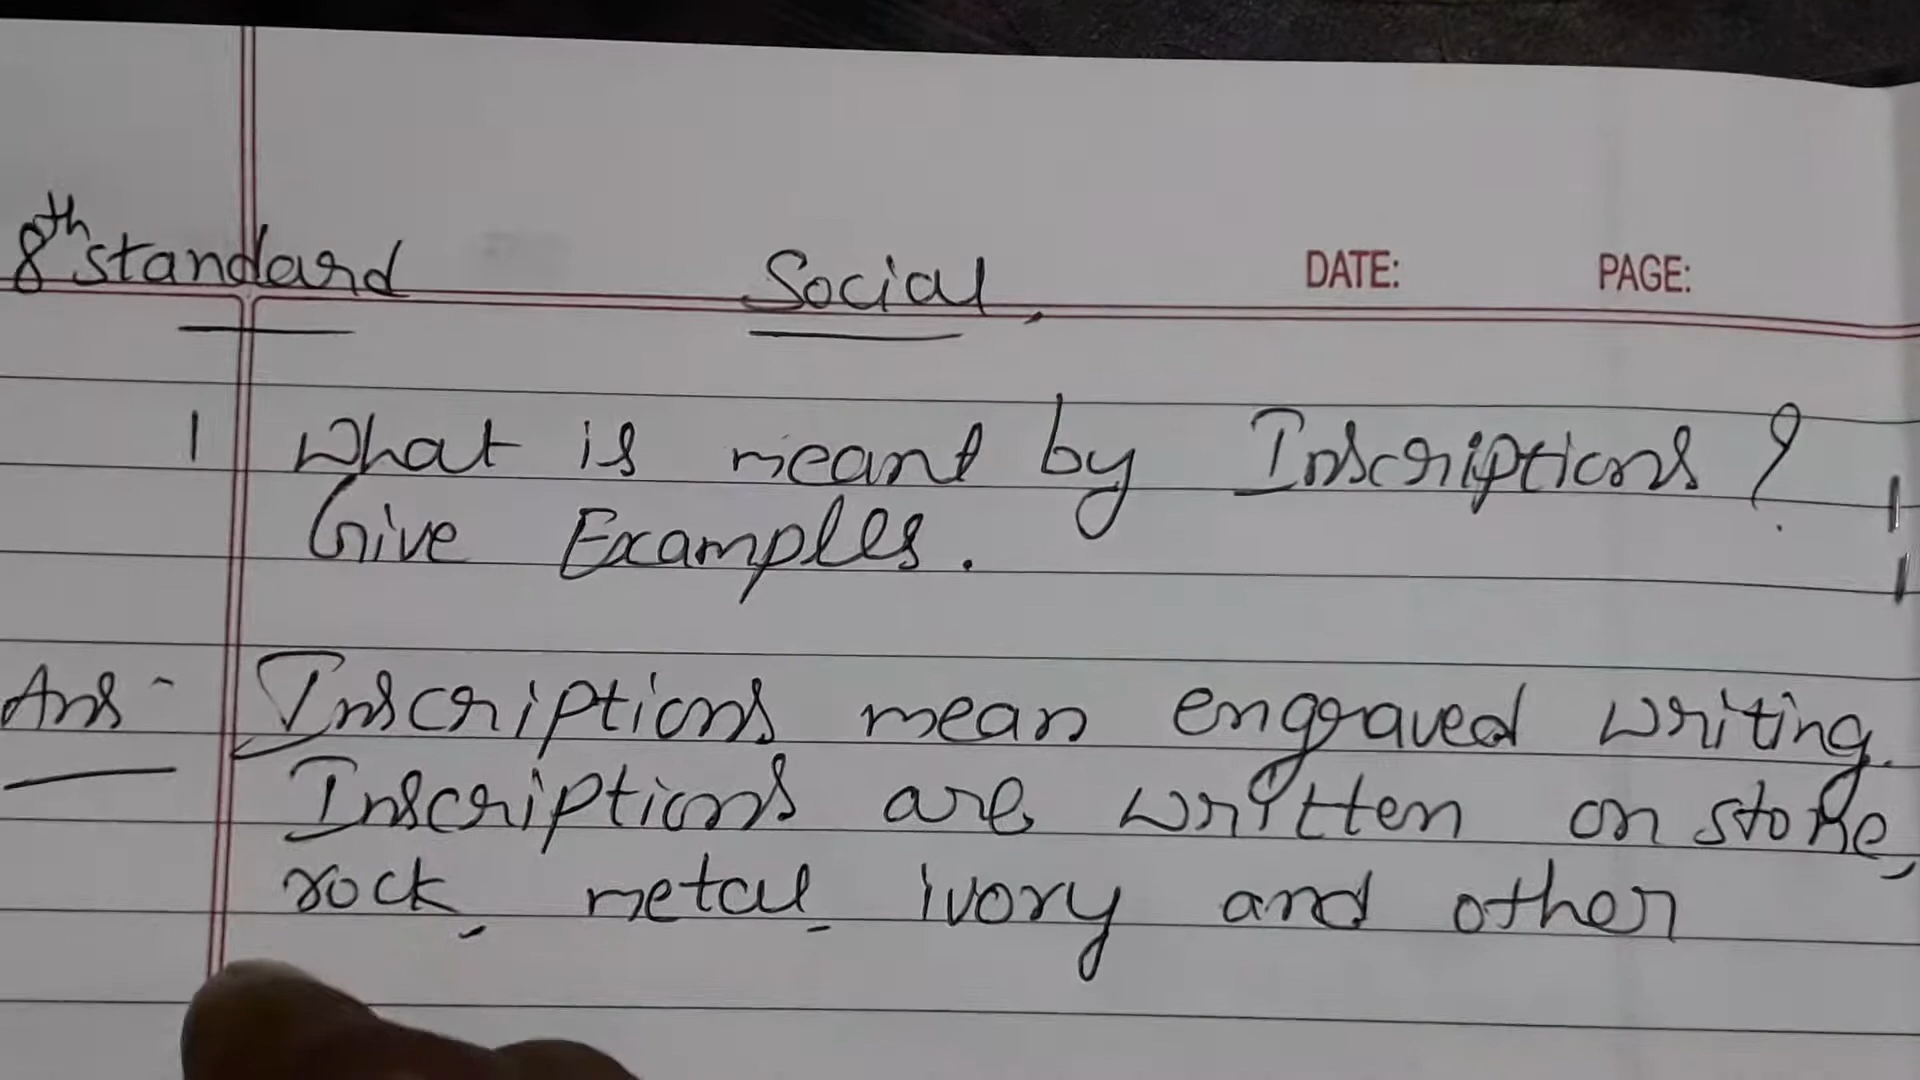 8th standard Social. DATE: PAGE:
1 What is meant by Inscriptions?
Give Examples.
Ans - Inscriptions mean engraved writing.
Inscriptions are written on stone,
rock, metal, ivory and other